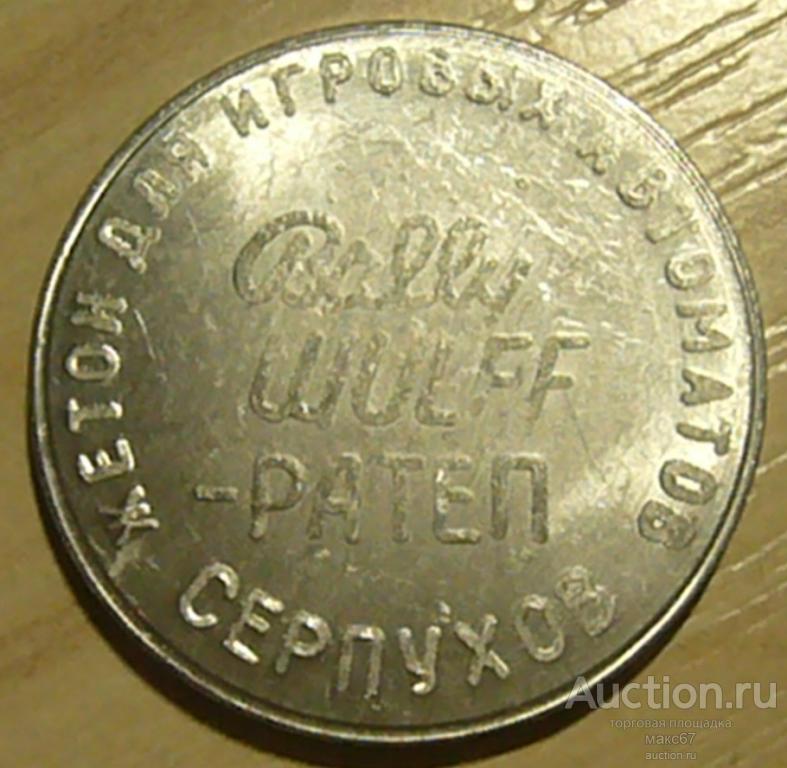 ЖЕТОН ДЛЯ ИГРОВЫХ АВТОМАТОВ
Bally
WULFF
-РАТЕП
СЕРПУХОВ
Auction.ru
торговая площадка
макс67
auction.ru